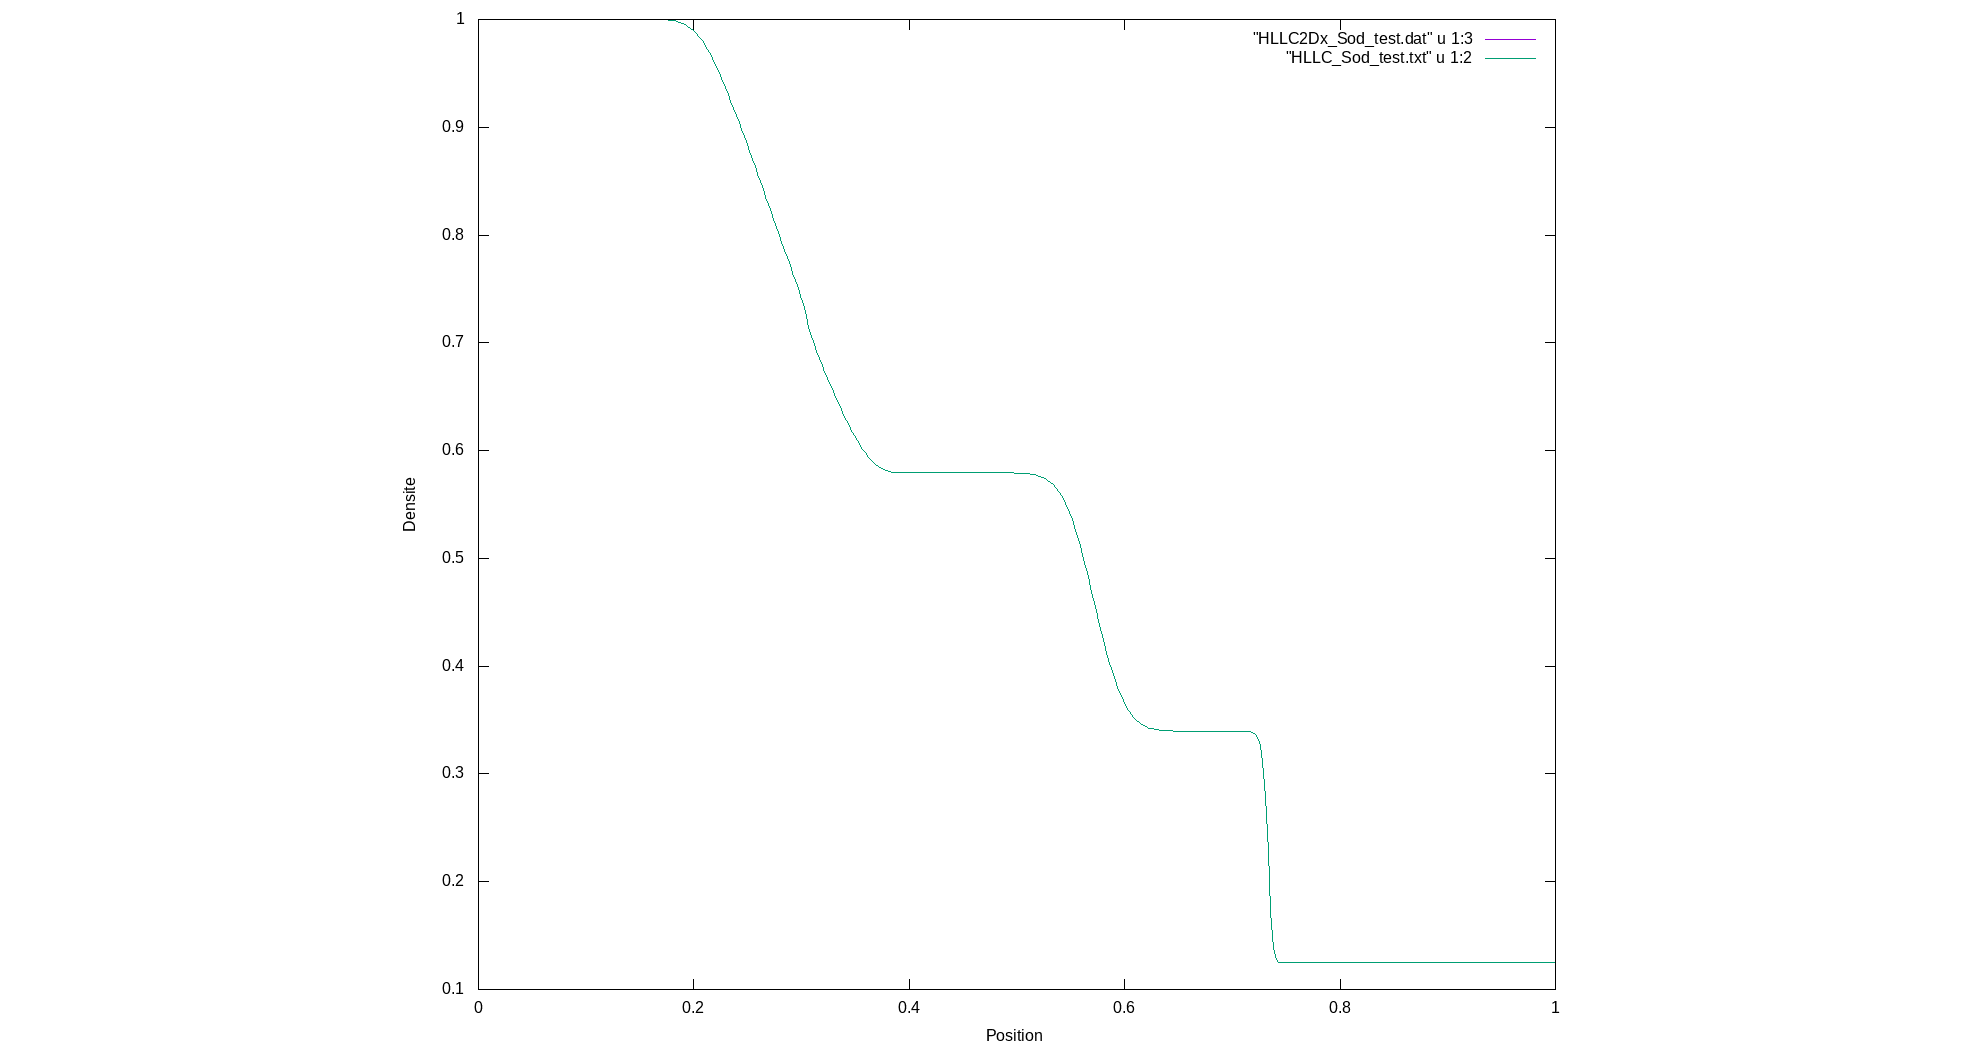 1
"HLLC2Dx_Sod_test.dat" u 1:3
"HLLC_Sod_test.txt" u 1:2
0.9
0.8
0.7
0.6
0.5
0.4
0.3
0.2
0.1
Densite
0 0.2 0.4 0.6 0.8 1
Position